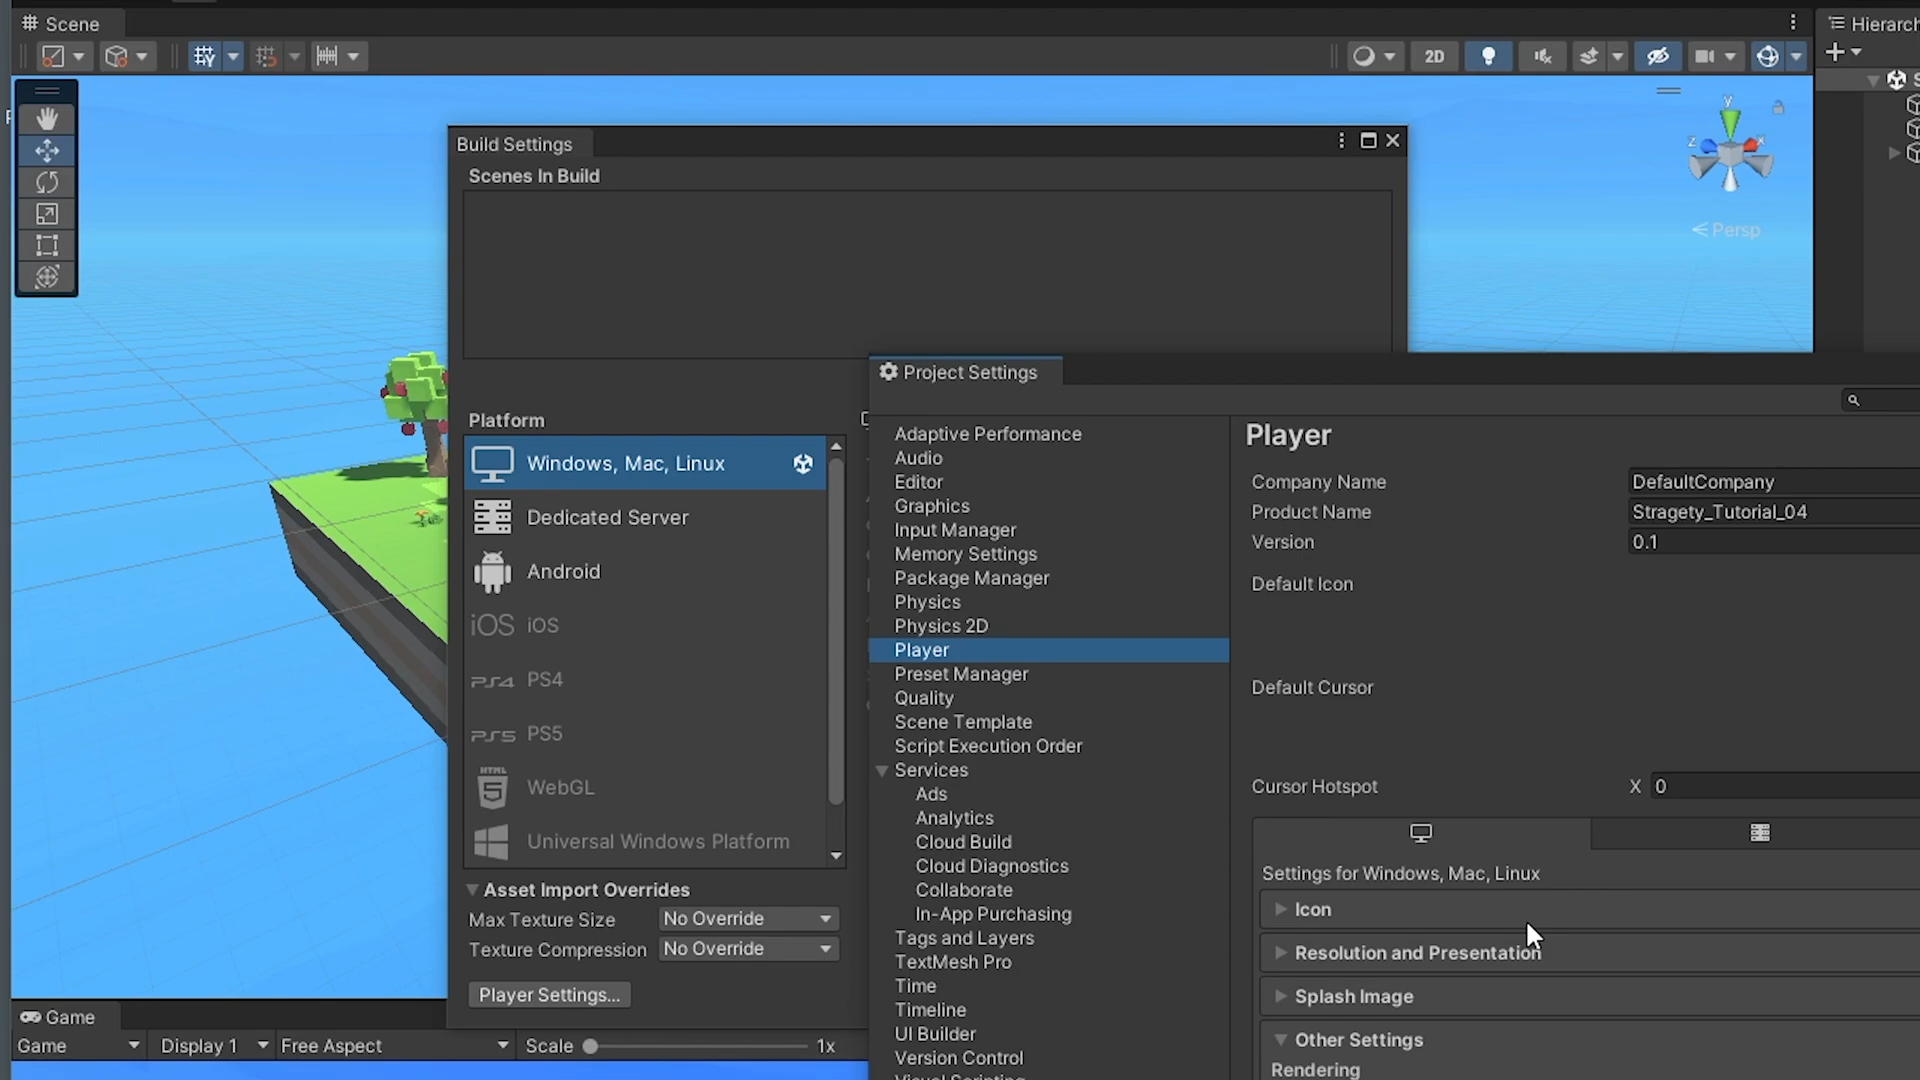 Scene
Hierarch
2D
y
z
x
Persp
Build Settings
Scenes In Build
Platform
Windows, Mac, Linux
Dedicated Server
Android
iOS iOS
PS4 PS4
PS5 PS5
HTML
5 WebGL
Universal Windows Platform
Asset Import Overrides
Max Texture Size No Override
Texture Compression No Override
Player Settings...
Project Settings
Adaptive Performance
Audio
Editor
Graphics
Input Manager
Memory Settings
Package Manager
Physics
Physics 2D
Player
Preset Manager
Quality
Scene Template
Script Execution Order
Services
Ads
Analytics
Cloud Build
Cloud Diagnostics
Collaborate
In-App Purchasing
Tags and Layers
TextMesh Pro
Time
Timeline
UI Builder
Version Control
Visual Scripting
Player
Company Name DefaultCompany
Product Name Stragety_Tutorial_04
Version 0.1
Default Icon
Default Cursor
Cursor Hotspot X 0
Settings for Windows, Mac, Linux
Icon
Resolution and Presentation
Splash Image
Other Settings
Rendering
Game
Game Display 1 Free Aspect Scale 1x